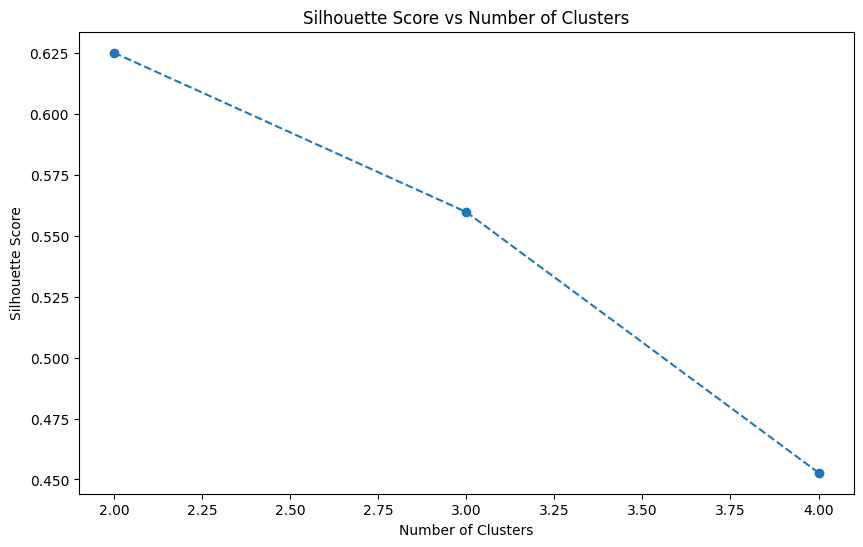 Silhouette Score vs Number of Clusters
Silhouette Score
0.625
0.600
0.575
0.550
0.525
0.500
0.475
0.450
2.00 2.25 2.50 2.75 3.00 3.25 3.50 3.75 4.00
Number of Clusters